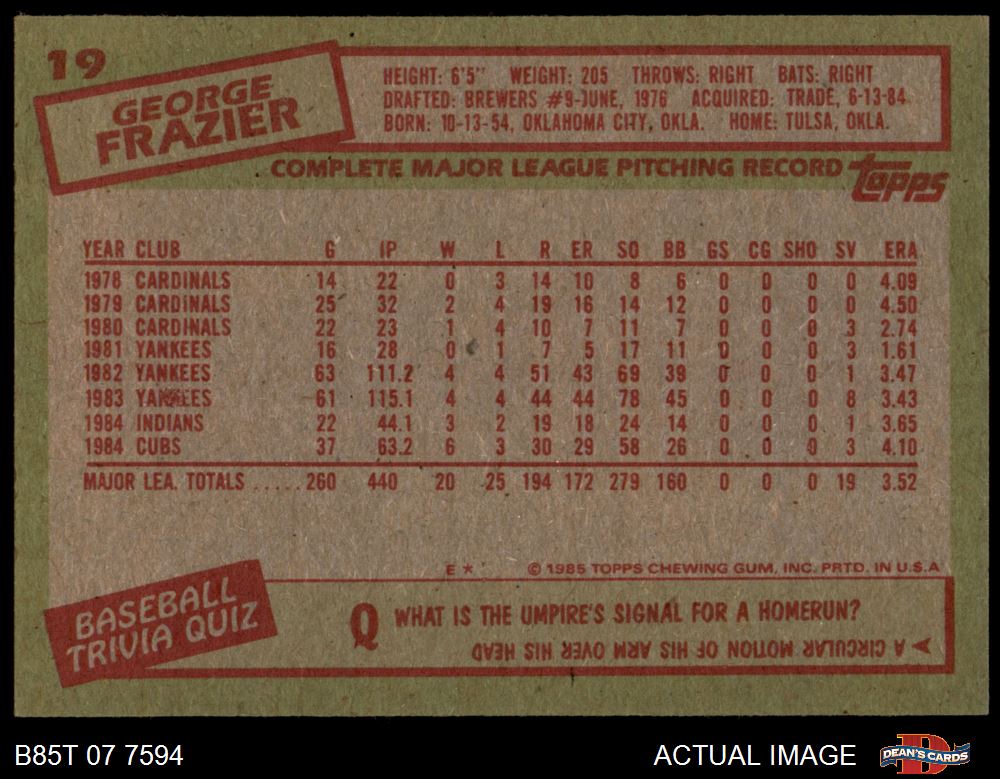 19
GEORGE
FRAZIER
HEIGHT: 6'5" WEIGHT: 205 THROWS: RIGHT BATS: RIGHT
DRAFTED: BREWERS #9-JUNE, 1976 ACQUIRED: TRADE, 6-13-84
BORN: 10-13-54, OKLAHOMA CITY, OKLA. HOME: TULSA, OKLA.
COMPLETE MAJOR LEAGUE PITCHING RECORD topps
YEAR CLUB G IP W L R ER SO BB GS CG SHO SV ERA
1978 CARDINALS 14 22 0 3 14 10 8 6 0 0 0 0 4.09
1979 CARDINALS 25 32 2 4 19 16 14 12 0 0 0 0 4.50
1980 CARDINALS 22 23 1 4 10 7 11 7 0 0 0 3 2.74
1981 YANKEES 16 28 0 1 7 5 17 11 0 0 0 3 1.61
1982 YANKEES 63 111.2 4 4 51 43 69 39 0 0 0 1 3.47
1983 YANKEES 61 115.1 4 4 44 44 78 45 0 0 0 8 3.43
1984 INDIANS 22 44.1 3 2 19 18 24 14 0 0 0 1 3.65
1984 CUBS 37 63.2 6 3 30 29 58 26 0 0 0 3 4.10
MAJOR LEA. TOTALS ..... 260 440 20 25 194 172 279 160 0 0 0 19 3.52
E * © 1985 TOPPS CHEWING GUM, INC. PRTD. IN U.S.A
BASEBALL
TRIVIA QUIZ
Q WHAT IS THE UMPIRE'S SIGNAL FOR A HOMERUN?
A CIRCULAR MOTION OF HIS ARM OVER HIS HEAD
B85T 07 7594
ACTUAL IMAGE
D
DEAN'S CARDS